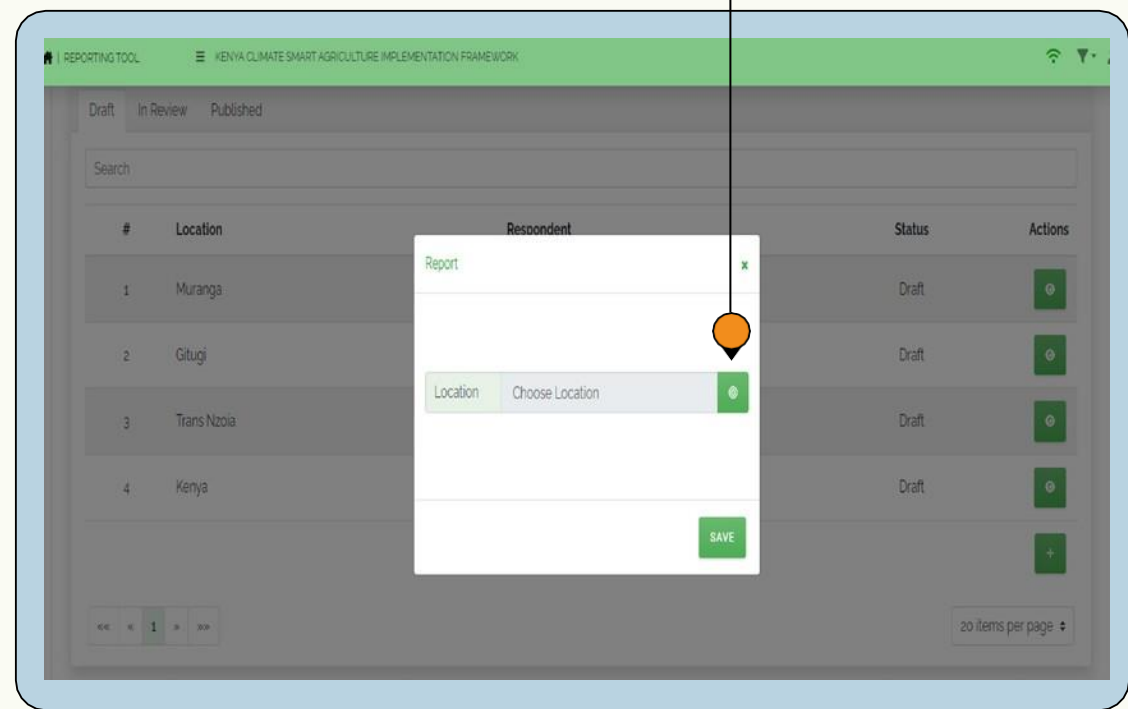 | REPORTING TOOL ☰ KENYA CLIMATE SMART AGRICULTURE IMPLEMENTATION FRAMEWORK
Draft In Review Published
Search
# Location Respondent Status Actions
Report x
1 Muranga Draft
2 Gitugi Draft
Location Choose Location
3 Trans Nzoia Draft
4 Kenya Draft
SAVE
+
«« « 1 » »» 20 items per page